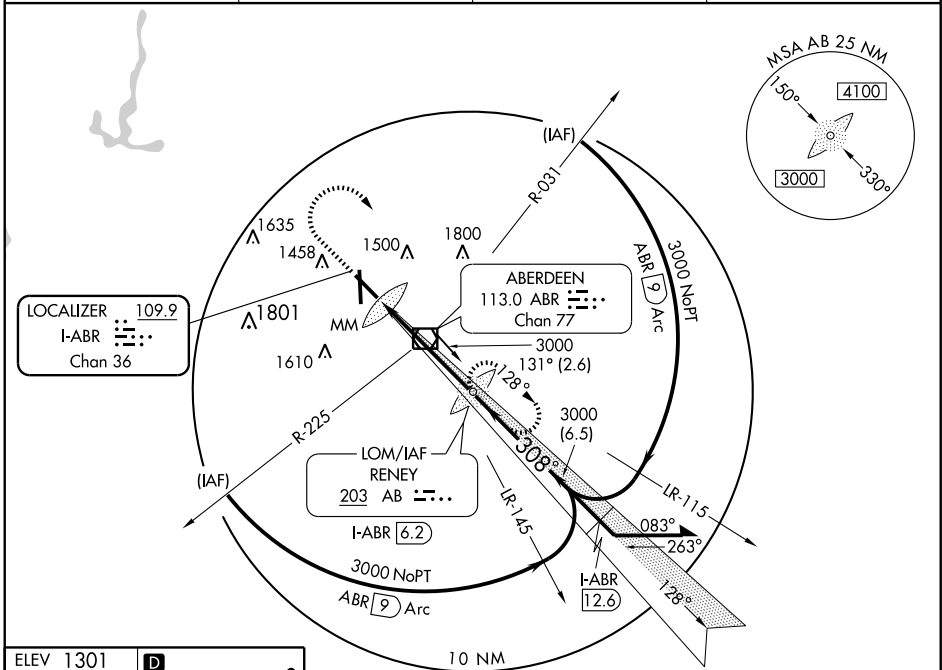 MSA AB 25 NM
150°
4100
3000
330°
(IAF)
R-031
1635
1458
1500
1800
3000 NoPT
ABR 9 Arc
ABERDEEN
113.0 ABR
Chan 77
LOCALIZER 109.9
I-ABR
Chan 36
1801
MM
1610
3000
131° (2.6)
128°
3000
(6.5)
308°
R-225
LOM/IAF
RENEY
203 AB
I-ABR 6.2
LR-145
LR-115
(IAF)
083°
263°
I-ABR
12.6
128°
3000 NoPT
ABR 9 Arc
10 NM
ELEV 1301
D